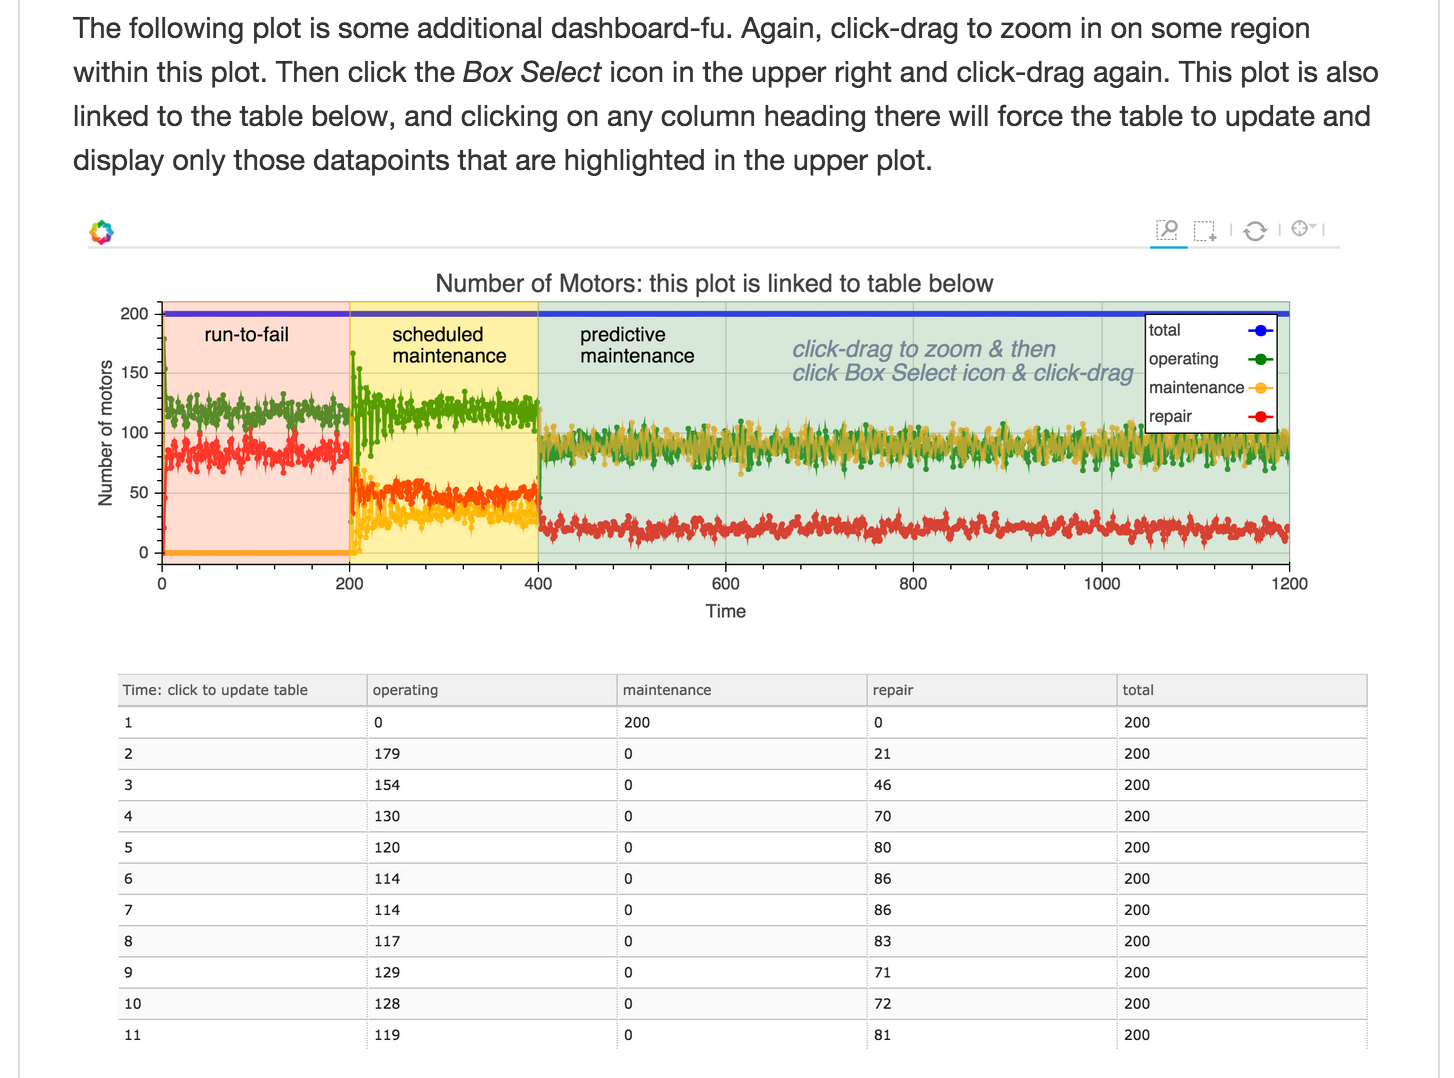 The following plot is some additional dashboard-fu. Again, click-drag to zoom in on some region
within this plot. Then click the Box Select icon in the upper right and click-drag again. This plot is also
linked to the table below, and clicking on any column heading there will force the table to update and
display only those datapoints that are highlighted in the upper plot.
Number of Motors: this plot is linked to table below
Number of motors
200
150
100
50
0
run-to-fail
scheduled
maintenance
predictive
maintenance
click-drag to zoom & then
click Box Select icon & click-drag
total
operating
maintenance
repair
0 200 400 600 800 1000 1200
Time
Time: click to update table operating maintenance repair total
1 0 200 0 200
2 179 0 21 200
3 154 0 46 200
4 130 0 70 200
5 120 0 80 200
6 114 0 86 200
7 114 0 86 200
8 117 0 83 200
9 129 0 71 200
10 128 0 72 200
11 119 0 81 200